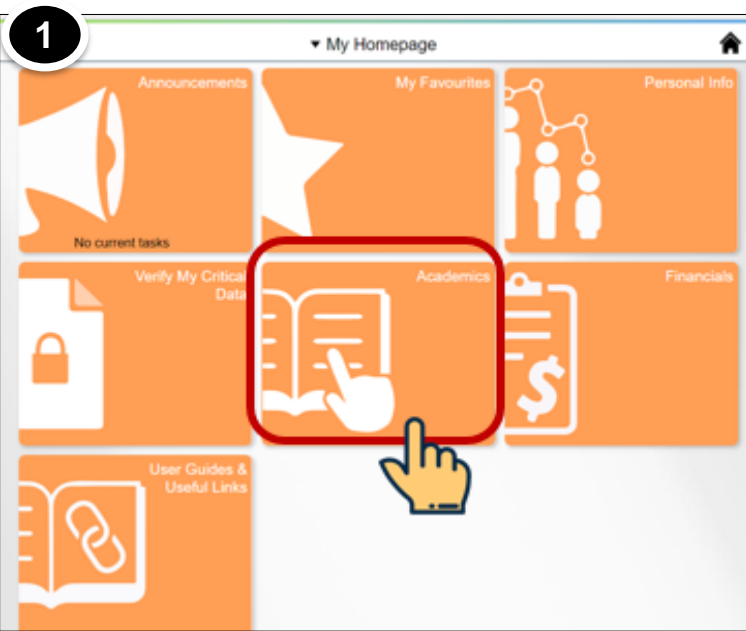 1
My Homepage
Announcements
No current tasks
My Favourites
Personal Info
Verify My Critical
Data
Academics
Financials
User Guides &
Useful Links